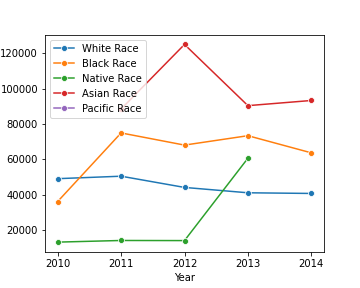 White Race
Black Race
Native Race
Asian Race
Pacific Race
120000
100000
80000
60000
40000
20000
2010 2011 2012 2013 2014
Year